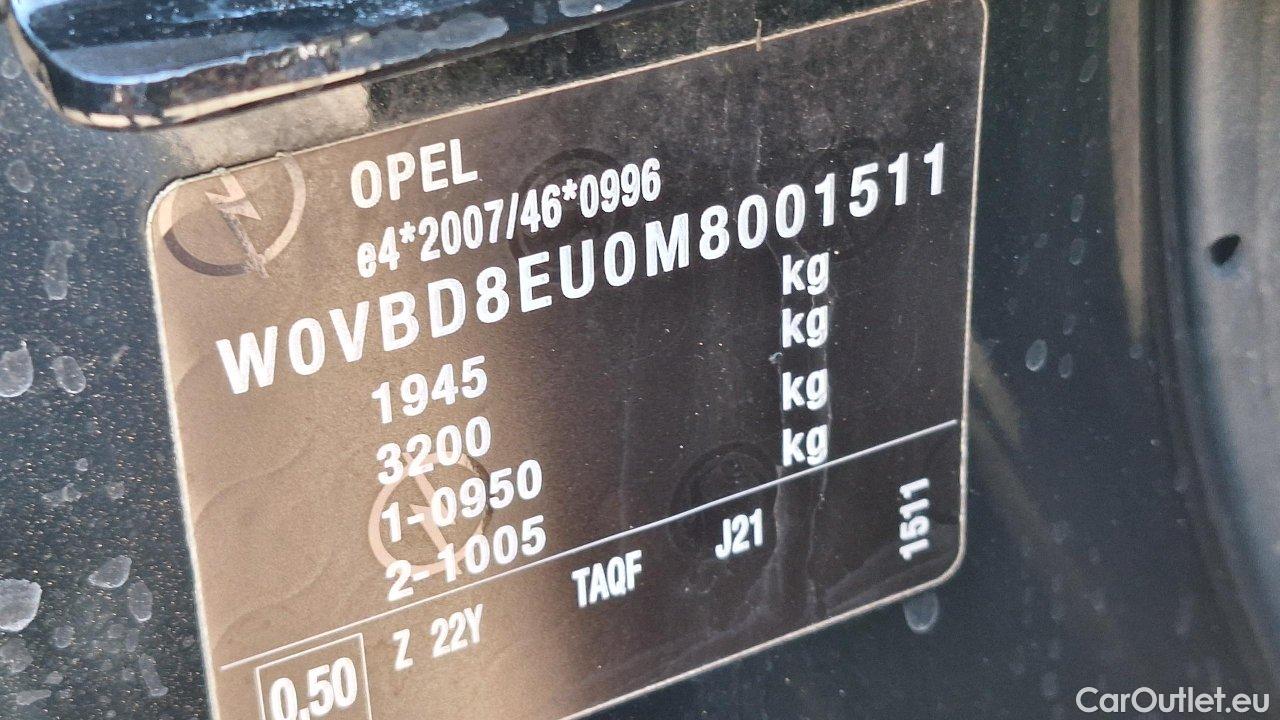 OPEL
e4*2007/46*0996
W0VBD8EU0M8001511
1945 kg
3200 kg
1-0950 kg
2-1005 kg
0,50 Z 22Y TAQF J21 1511
CarOutlet.eu